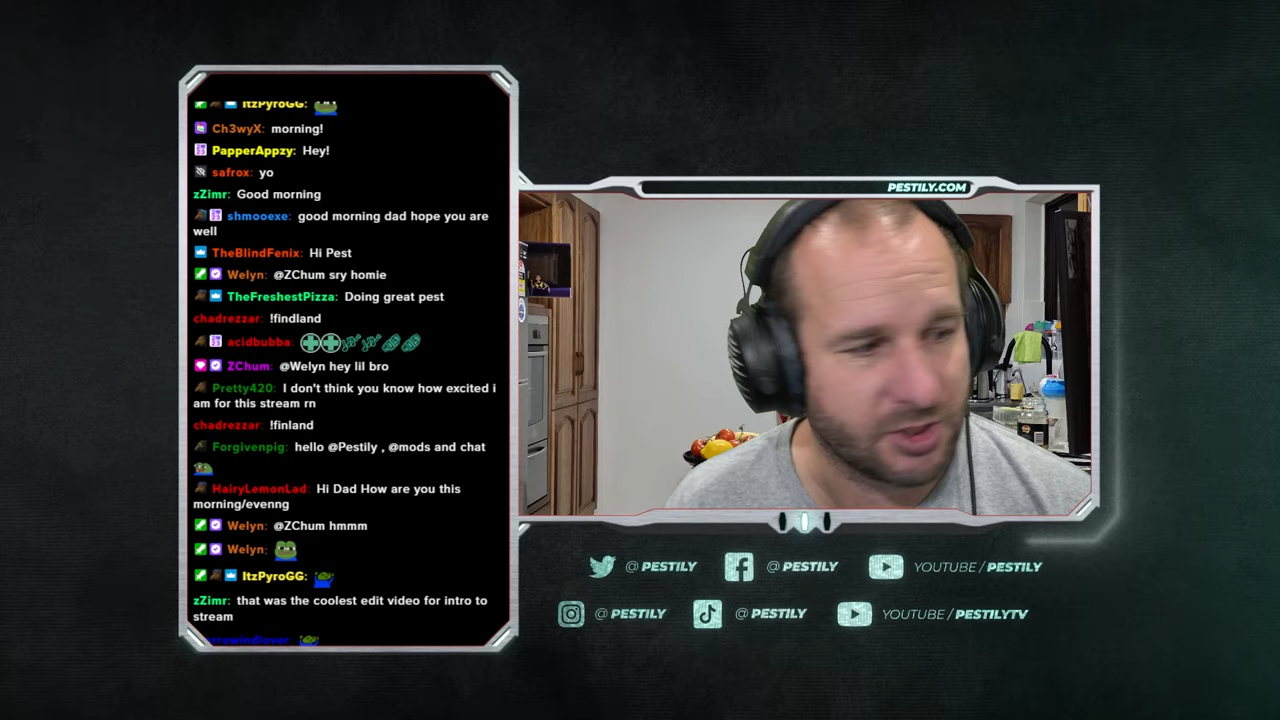 ItzPyroGG:
Ch3wyX: morning!
PapperAppzy: Hey!
safrox: yo
zZimr: Good morning
shmooexe: good morning dad hope you are
well
TheBlindFenix: Hi Pest
Welyn: @ZChum sry homie
TheFreshestPizza: Doing great pest
chadrezzar: !findland
acidbubba:
ZChum: @Welyn hey lil bro
Pretty420: I don't think you know how excited i
am for this stream rn
chadrezzar: !finland
Forgivenpig: hello @Pestily , @mods and chat
HairyLemonLad: Hi Dad How are you this
morning/evenng
Welyn: @ZChum hmmm
Welyn:
ItzPyroGG:
zZimr: that was the coolest edit video for intro to
stream
PESTILY.COM
@PESTILY
@PESTILY
YOUTUBE/PESTILY
@PESTILY
@PESTILY
YOUTUBE/PESTILYTV